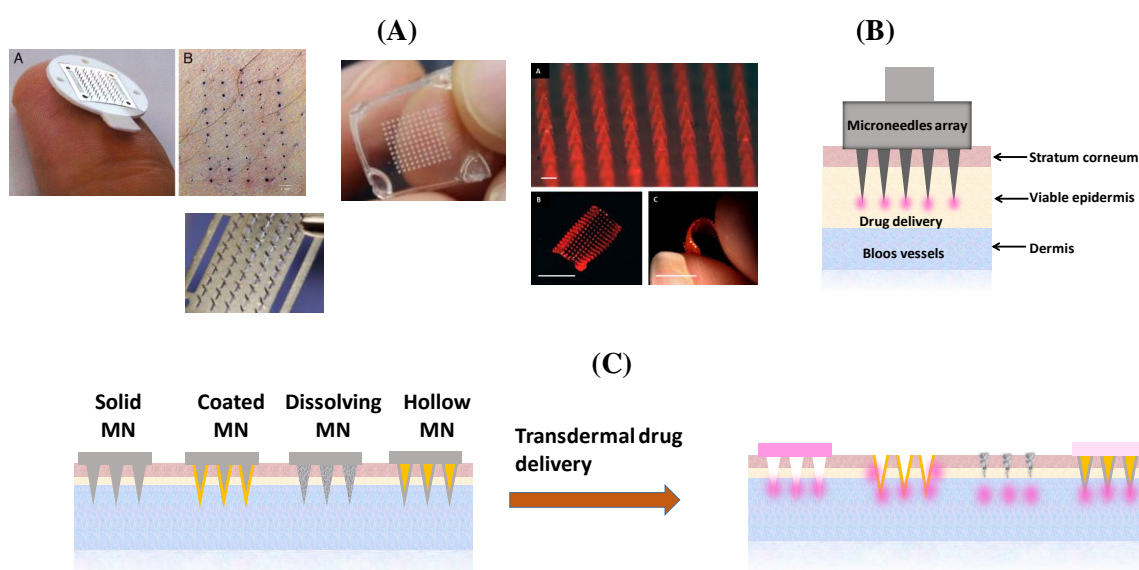 (A)
(B)
A
B
A
B
C
Microneedles array
Stratum corneum
Viable epidermis
Drug delivery
Bloos vessels
Dermis
(C)
Solid
MN
Coated
MN
Dissolving
MN
Hollow
MN
Transdermal drug
delivery